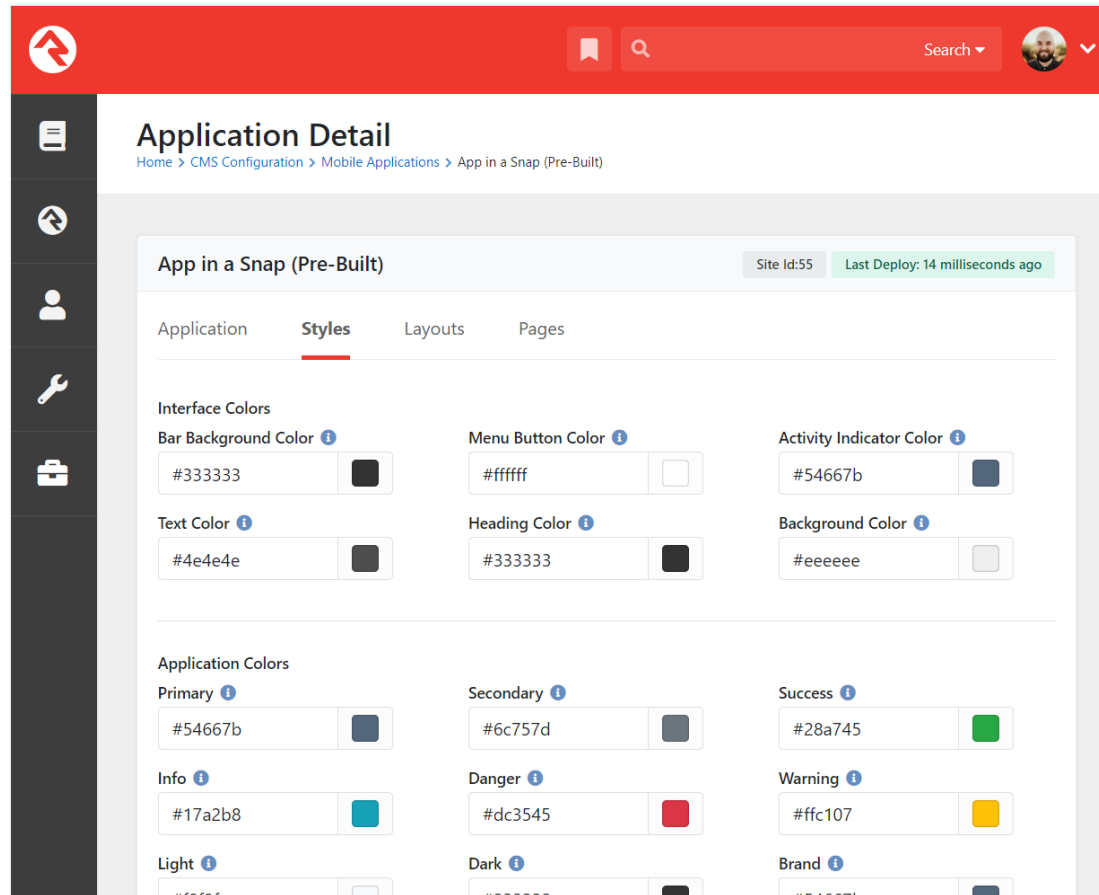 Search
Application Detail
Home > CMS Configuration > Mobile Applications > App in a Snap (Pre-Built)
App in a Snap (Pre-Built) Site Id:55 Last Deploy: 14 milliseconds ago
Application Styles Layouts Pages
Interface Colors
Bar Background Color Menu Button Color Activity Indicator Color
#333333 #ffffff #54667b
Text Color Heading Color Background Color
#4e4e4e #333333 #eeeeee
Application Colors
Primary Secondary Success
#54667b #6c757d #28a745
Info Danger Warning
#17a2b8 #dc3545 #ffc107
Light Dark Brand